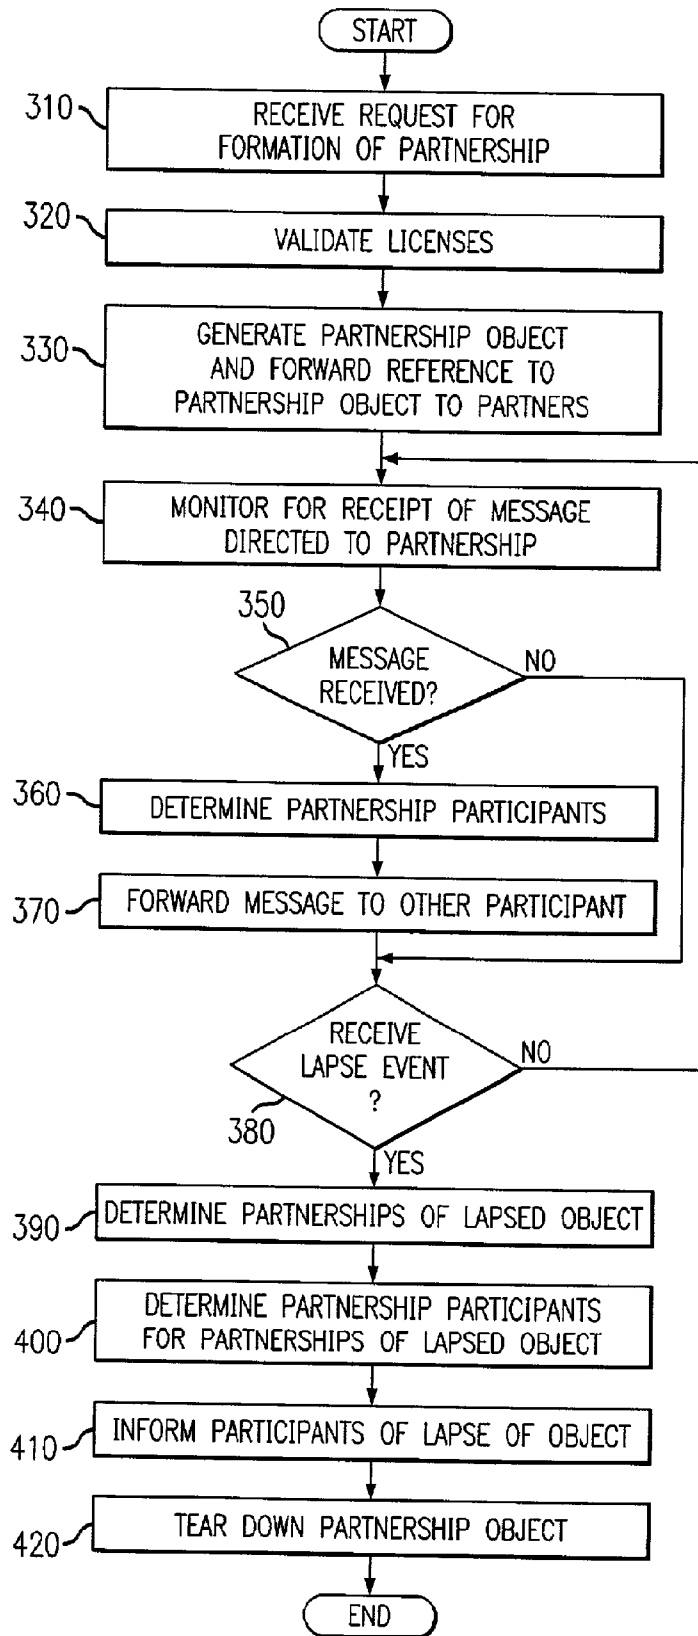 START
310
RECEIVE REQUEST FOR
FORMATION OF PARTNERSHIP
320
VALIDATE LICENSES
330
GENERATE PARTNERSHIP OBJECT
AND FORWARD REFERENCE TO
PARTNERSHIP OBJECT TO PARTNERS
340
MONITOR FOR RECEIPT OF MESSAGE
DIRECTED TO PARTNERSHIP
350
MESSAGE
RECEIVED?
NO
YES
360
DETERMINE PARTNERSHIP PARTICIPANTS
370
FORWARD MESSAGE TO OTHER PARTICIPANT
RECEIVE
LAPSE EVENT
?
NO
380
YES
390
DETERMINE PARTNERSHIPS OF LAPSED OBJECT
400
DETERMINE PARTNERSHIP PARTICIPANTS
FOR PARTNERSHIPS OF LAPSED OBJECT
410
INFORM PARTICIPANTS OF LAPSE OF OBJECT
420
TEAR DOWN PARTNERSHIP OBJECT
END